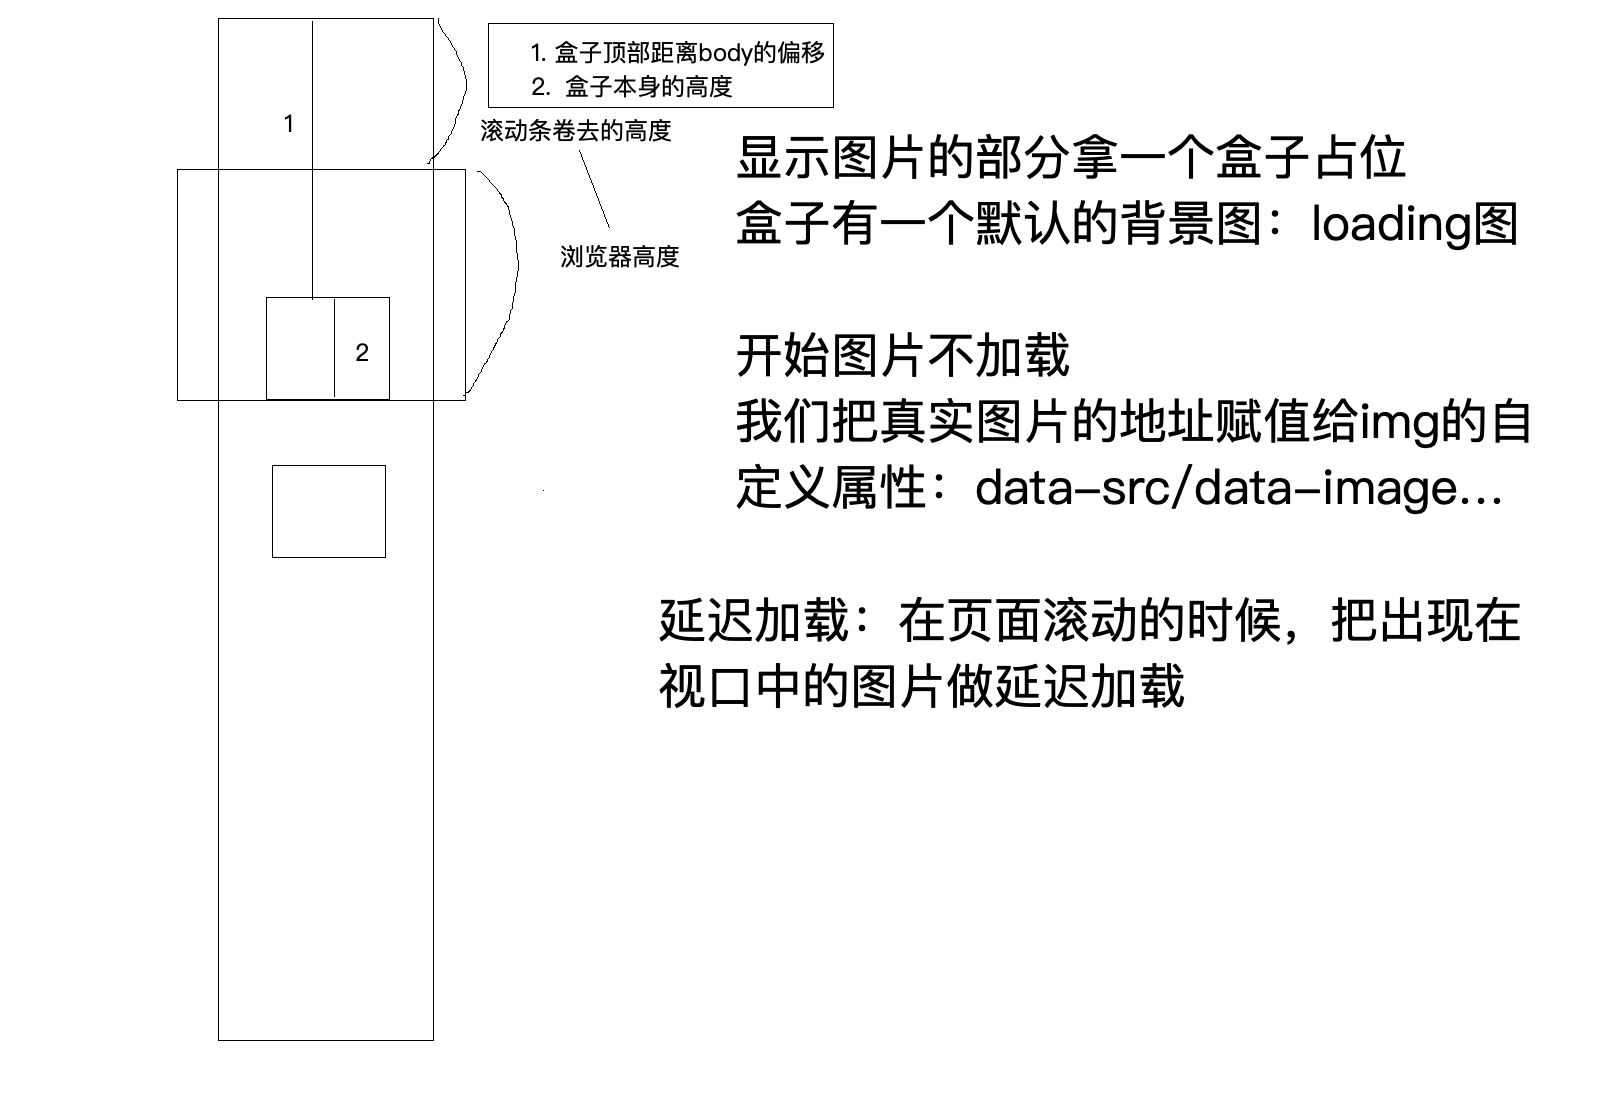 1. 盒子顶部距离body的偏移
2. 盒子本身的高度
1
滚动条卷去的高度
显示图片的部分拿一个盒子占位
盒子有一个默认的背景图：loading图
浏览器高度
2
开始图片不加载
我们把真实图片的地址赋值给img的自
定义属性：data-src/data-image...
延迟加载：在页面滚动的时候，把出现在
视口中的图片做延迟加载